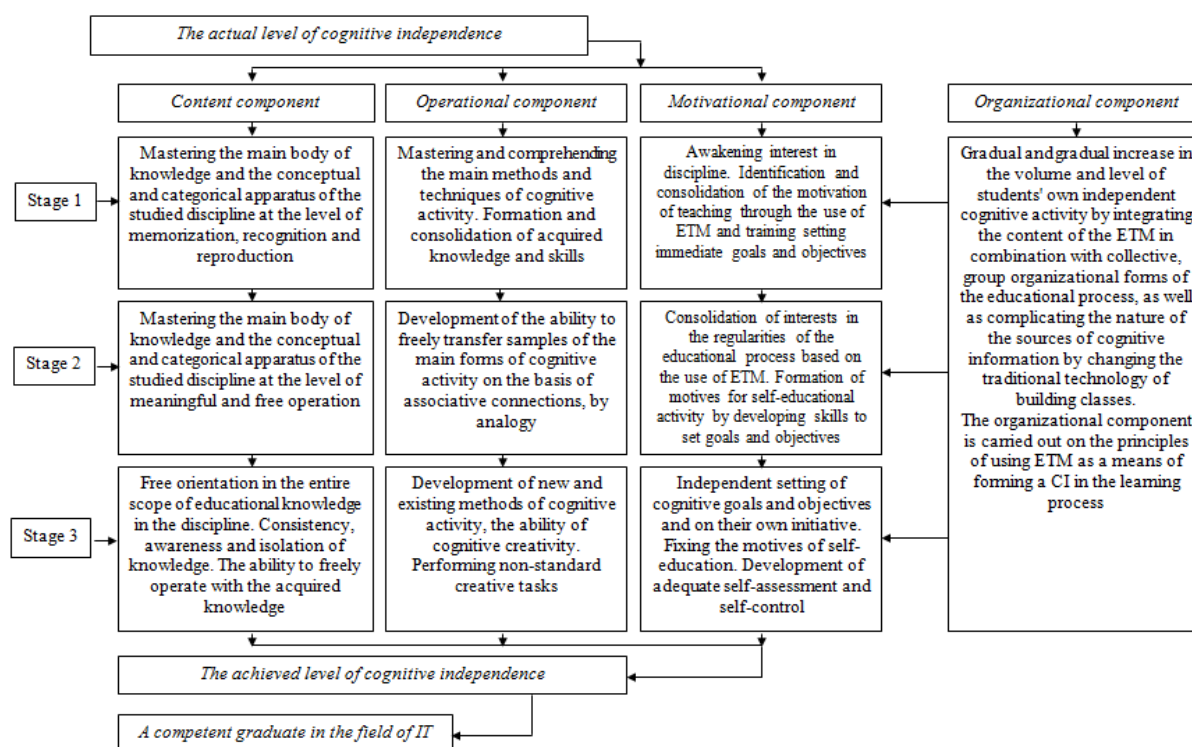 The actual level of cognitive independence
Content component
Operational component
Motivational component
Organizational component
Stage 1
Mastering the main body of
knowledge and the conceptual
and categorical apparatus of the
studied discipline at the level of
memorization, recognition and
reproduction
Mastering and comprehending
the main methods and
techniques of cognitive
activity. Formation and
consolidation of acquired
knowledge and skills
Awakening interest in
discipline. Identification and
consolidation of the motivation
of teaching through the use of
ETM and training setting
immediate goals and objectives
Gradual and gradual increase in
the volume and level of
students' own independent
cognitive activity by integrating
the content of the ETM in
combination with collective,
group organizational forms of
the educational process, as well
as complicating the nature of
the sources of cognitive
information by changing the
traditional technology of
building classes.
The organizational component
is carried out on the principles
of using ETM as a means of
forming a CI in the learning
process
Stage 2
Mastering the main body of
knowledge and the conceptual
and categorical apparatus of the
studied discipline at the level of
meaningful and free operation
Development of the ability to
freely transfer samples of the
main forms of cognitive
activity on the basis of
associative connections, by
analogy
Consolidation of interests in
the regularities of the
educational process based on
the use of ETM. Formation of
motives for self-educational
activity by developing skills to
set goals and objectives
Stage 3
Free orientation in the entire
scope of educational knowledge
in the discipline. Consistency,
awareness and isolation of
knowledge. The ability to freely
operate with the acquired
knowledge
Development of new and
existing methods of cognitive
activity, the ability of
cognitive creativity.
Performing non-standard
creative tasks
Independent setting of
cognitive goals and objectives
and on their own initiative.
Fixing the motives of self-
education. Development of
adequate self-assessment and
self-control
The achieved level of cognitive independence
A competent graduate in the field of IT